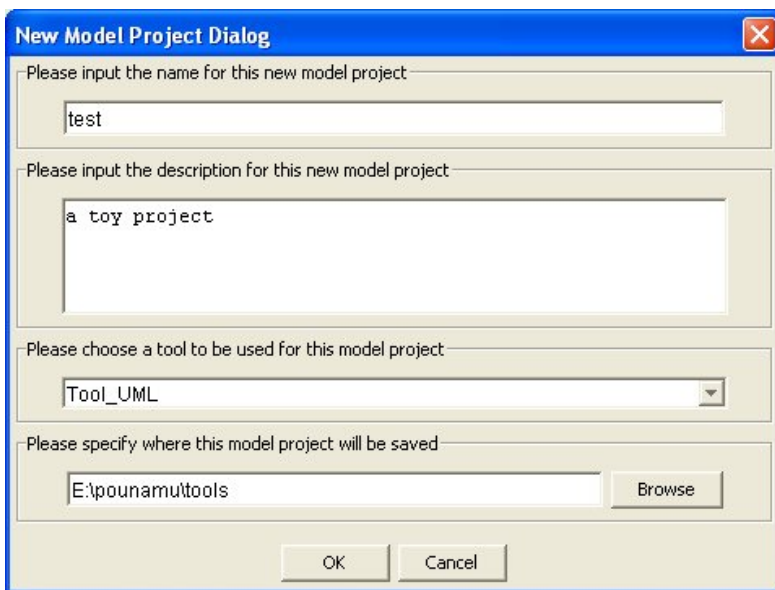 New Model Project Dialog
Please input the name for this new model project
test
Please input the description for this new model project
a toy project
Please choose a tool to be used for this model project
Tool_UML
Please specify where this model project will be saved
E:\pounamu\tools
Browse
OK
Cancel